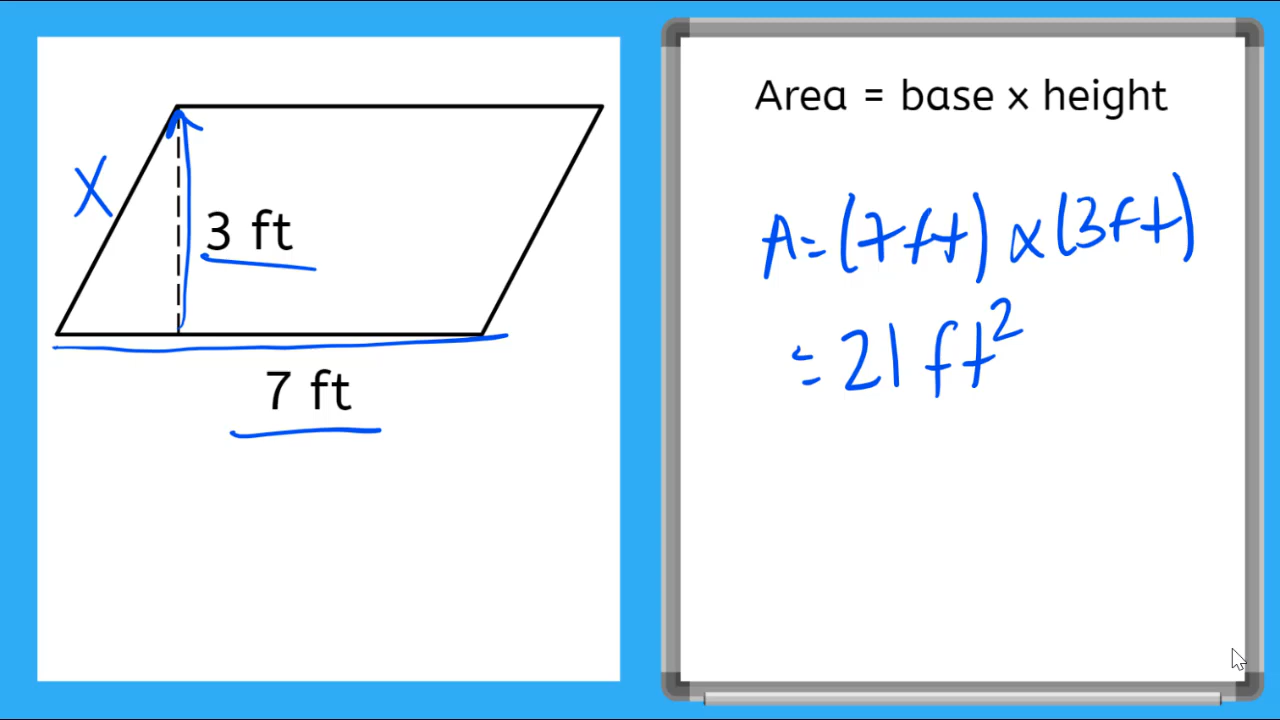 X
3 ft
7 ft
Area = base x height
A = (7ft) x (3ft)
= 21 ft²